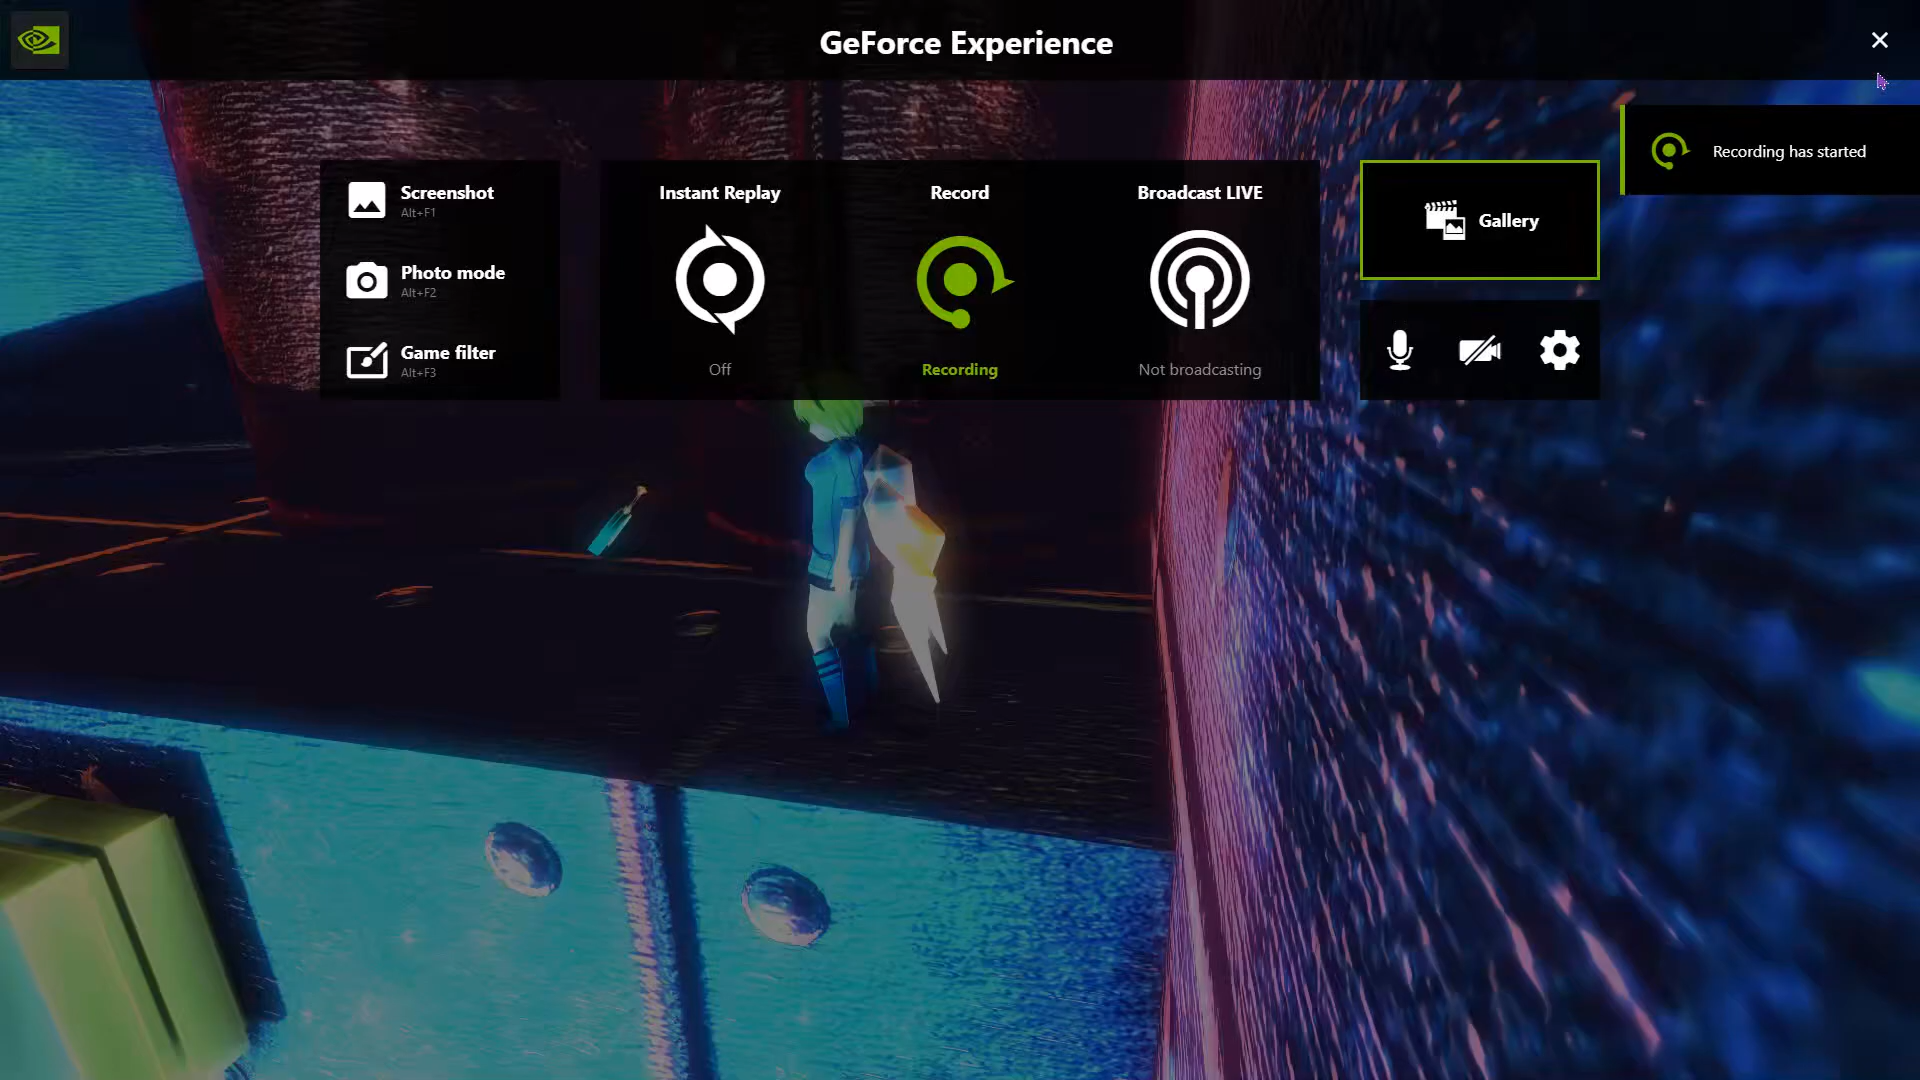 GeForce Experience
Recording has started
Screenshot
Alt+F1
Photo mode
Alt+F2
Game filter
Alt+F3
Instant Replay
Off
Record
Recording
Broadcast LIVE
Not broadcasting
Gallery